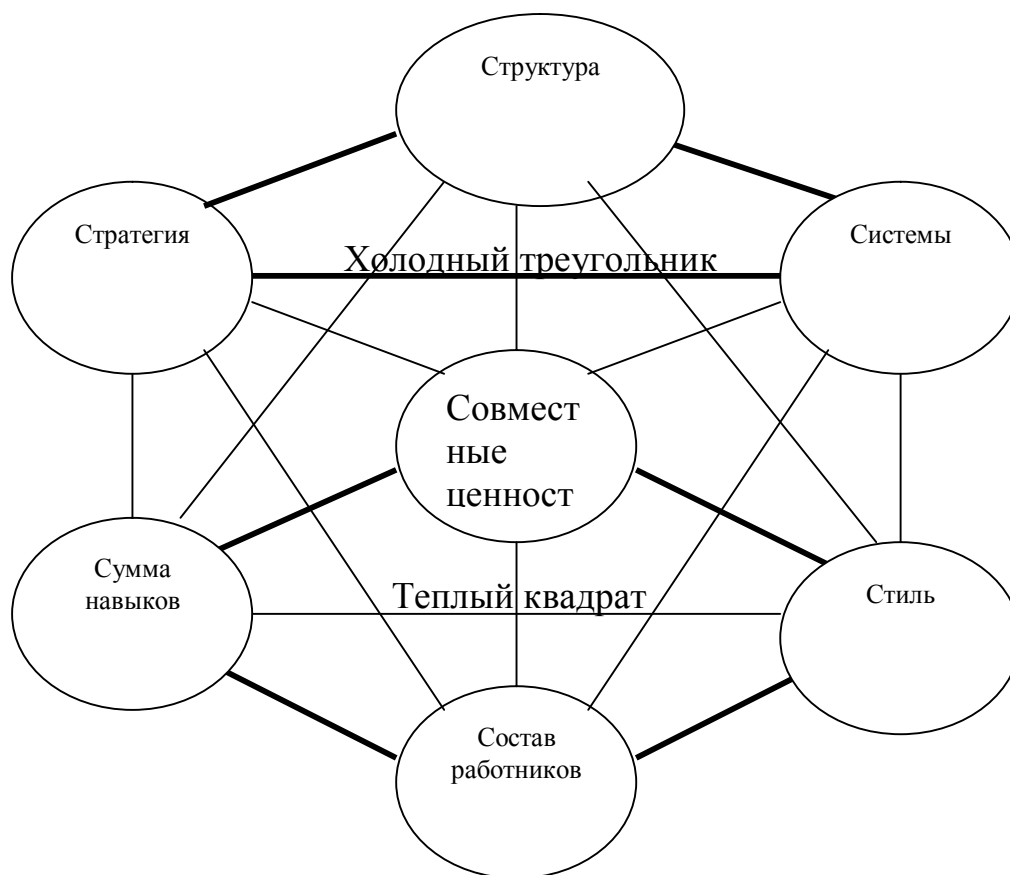 Структура
Стратегия
Системы
Холодный треугольник
Совмест
ные
ценност
Сумма
навыков
Теплый квадрат
Стиль
Состав
работников